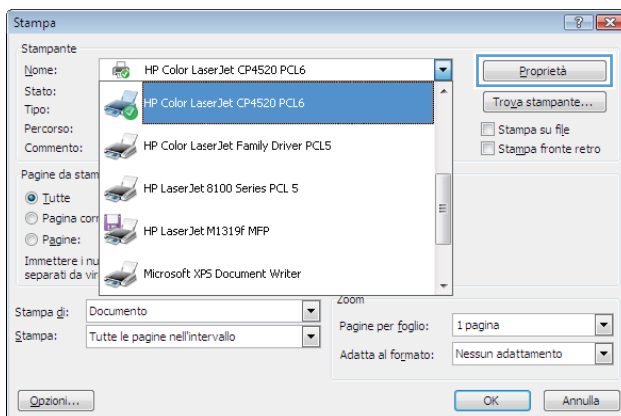 Stampa
Stampante
Nome: HP Color LaserJet CP4520 PCL6 Proprietà
Stato: HP Color LaserJet CP4520 PCL6 Trova stampante...
Tipo:
Percorso: Stampa su file
Commento: HP Color LaserJet Family Driver PCL5 Stampa fronte retro
Pagine da stam
Tutte HP LaserJet 8100 Series PCL 5
Pagina corr
Pagine: HP LaserJet M1319f MFP
Immettere i nu
separati da vir Microsoft XPS Document Writer
Stampa di: Documento Zoom
Stampa: Tutte le pagine nell'intervallo Pagine per foglio: 1 pagina
Adatta al formato: Nessun adattamento
Opzioni... OK Annulla